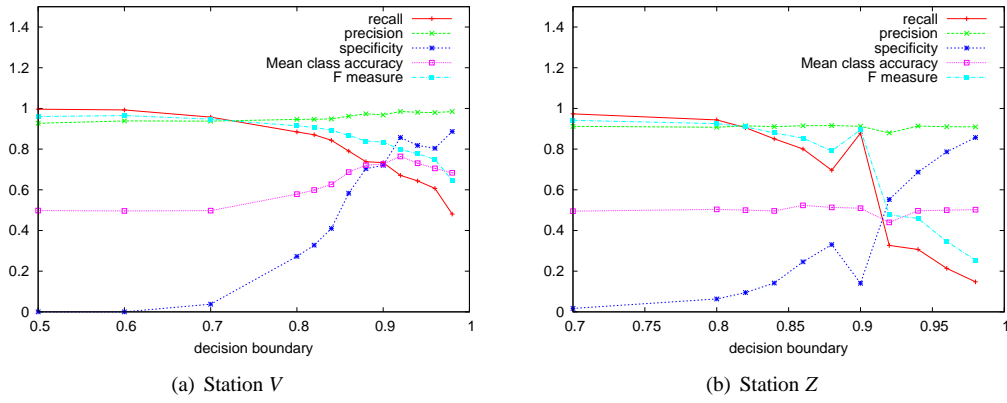 1.5
recall
precision
specificity
Mean class accuracy
F measure
1.4
1.2
1
0.8
0.6
0.4
0.2
0
0.5 0.6 0.7 0.8 0.9 1
decision boundary
(a) Station V
recall
precision
specificity
Mean class accuracy
F measure
1.4
1.2
1
0.8
0.6
0.4
0.2
0
0.7 0.75 0.8 0.85 0.9 0.95 1
decision boundary
(b) Station Z